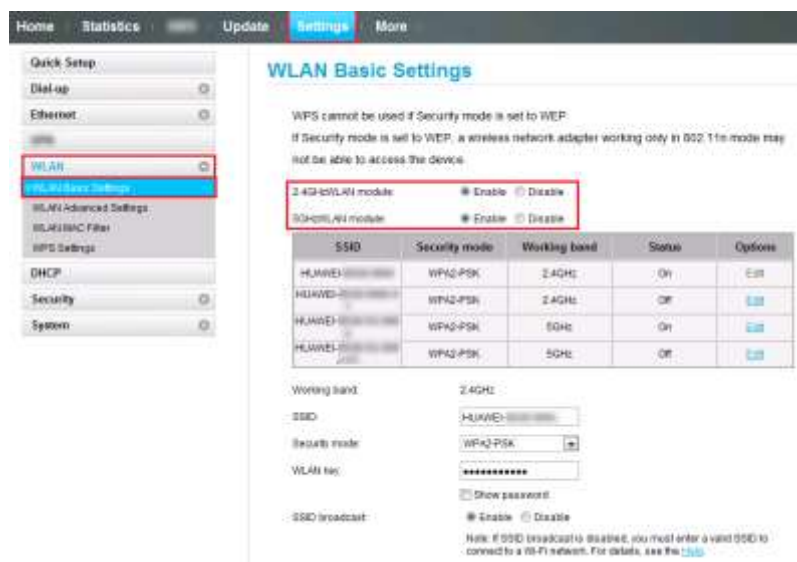 Home Statistics Update Settings More
Quick Setup
Dial-up
Ethernet
WLAN
WLAN Basic Settings
WLAN Advanced Settings
WLAN MAC Filter
WPS Settings
DHCP
Security
System
WLAN Basic Settings
WPS cannot be used if Security mode is set to WEP.
If Security mode is set to WEP, a wireless network adapter working only in 802.11n mode may
not be able to access the device.
2.4GHzWLAN module: Enable Disable
5GHzWLAN module: Enable Disable
SSID Security mode Working band Status Options
HUAWEI- WPA2-PSK 2.4GHz On Edit
HUAWEI- WPA2-PSK 2.4GHz Off Edit
HUAWEI- WPA2-PSK 5GHz On Edit
HUAWEI- WPA2-PSK 5GHz Off Edit
Working band: 2.4GHz
SSID: HUAWEI-
Security mode: WPA2-PSK
WLAN key:
Show password
SSID broadcast: Enable Disable
Note: If SSID broadcast is disabled, you must enter a valid SSID to
connect to a Wi-Fi network. For details, see the Help.